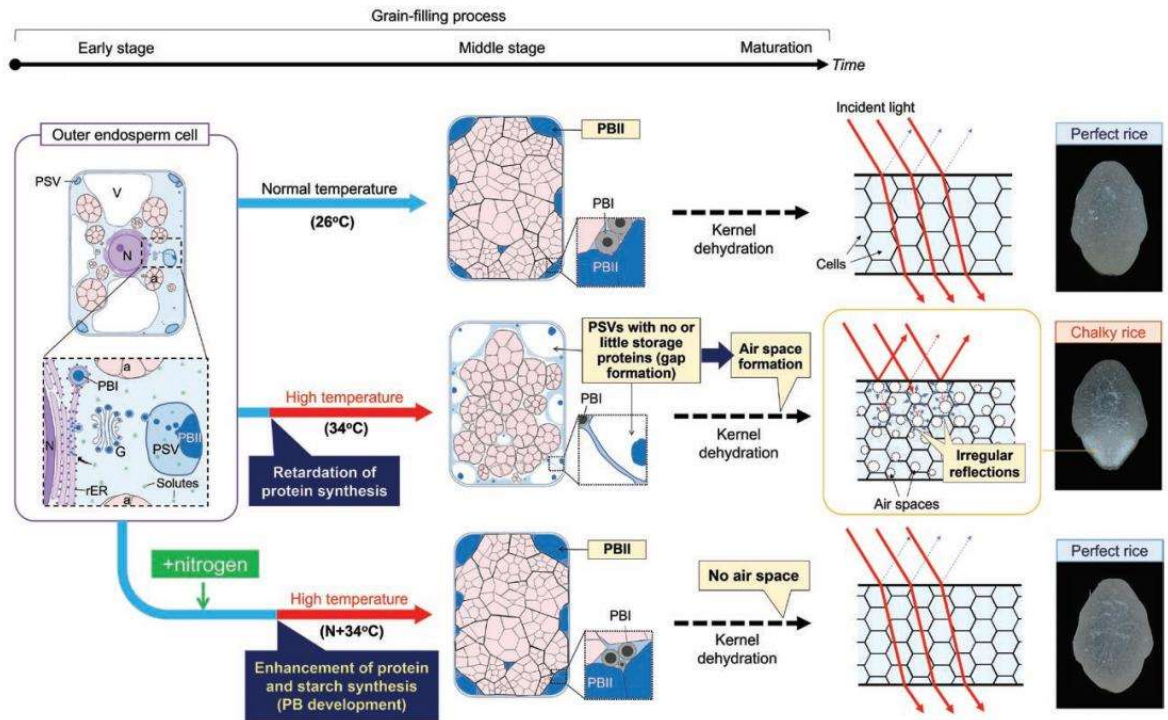 Grain-filling process
Early stage
Middle stage
Maturation
Time
Outer endosperm cell
PSV
V
N
a
a
PBI
N
G
PSV
PBII
rER
Solutes
a
Normal temperature
(26°C)
PBII
PBI
PBII
Kernel
dehydration
Incident light
Cells
Perfect rice
High temperature
(34°C)
Retardation of
protein synthesis
PSVs with no or
little storage
proteins (gap
formation)
PBI
Air space
formation
Kernel
dehydration
Irregular
reflections
Air spaces
Chalky rice
+nitrogen
High temperature
(N+34°C)
Enhancement of protein
and starch synthesis
(PB development)
PBII
PBI
PBII
No air space
Kernel
dehydration
Perfect rice